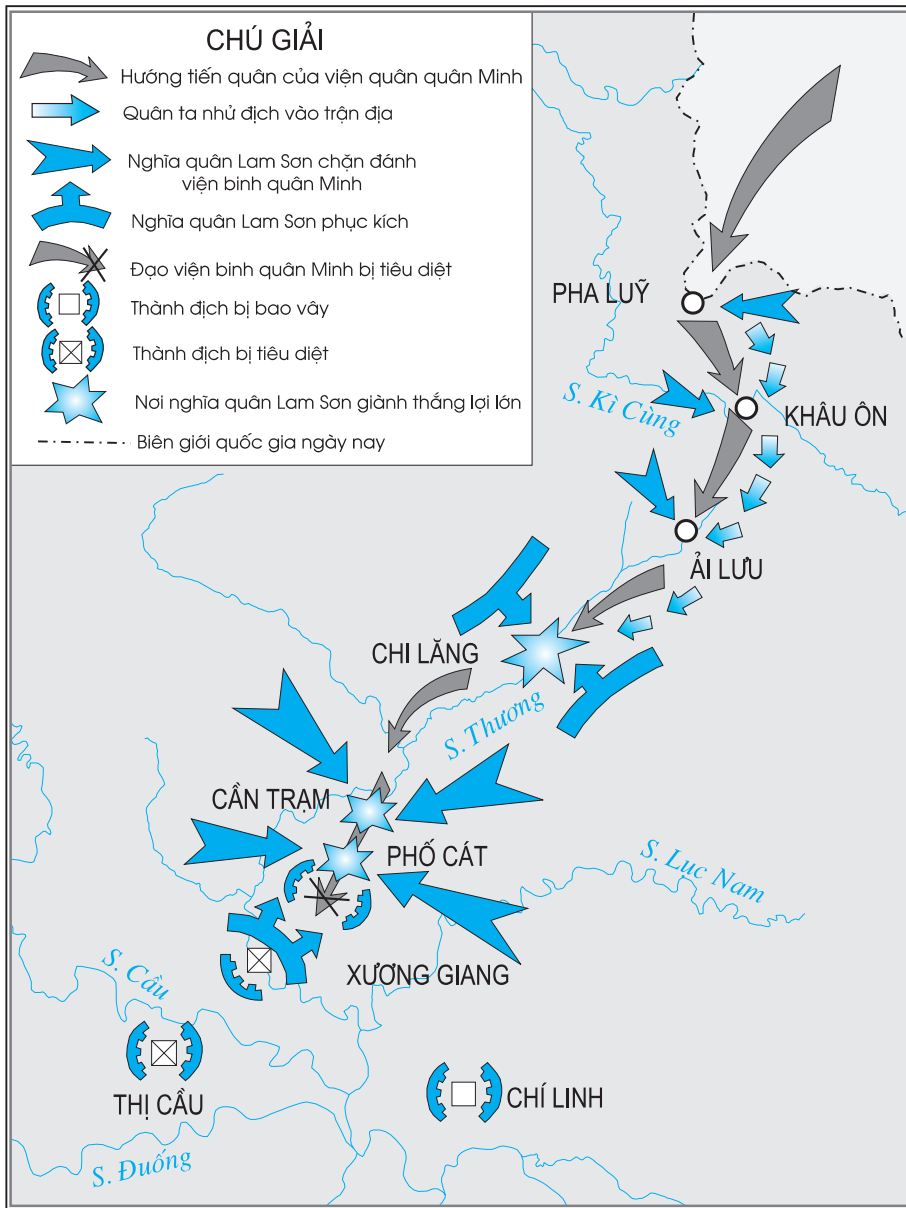 CHÚ GIẢI
Hướng tiến quân của viện quân quân Minh
Quân ta nhử địch vào trận địa
Nghĩa quân Lam Sơn chặn đánh
viện binh quân Minh
Nghĩa quân Lam Sơn phục kích
Đạo viện binh quân Minh bị tiêu diệt
Thành địch bị bao vây
Thành địch bị tiêu diệt
Nơi nghĩa quân Lam Sơn giành thắng lợi lớn
Biên giới quốc gia ngày nay
PHA LUỸ
S. Kì Cùng
KHÂU ÔN
ẢI LƯU
CHI LĂNG
S. Thương
CẦN TRẠM
PHỐ CÁT
S. Lục Nam
XƯƠNG GIANG
S. Cầu
THỊ CẦU
CHÍ LINH
S. Đuống